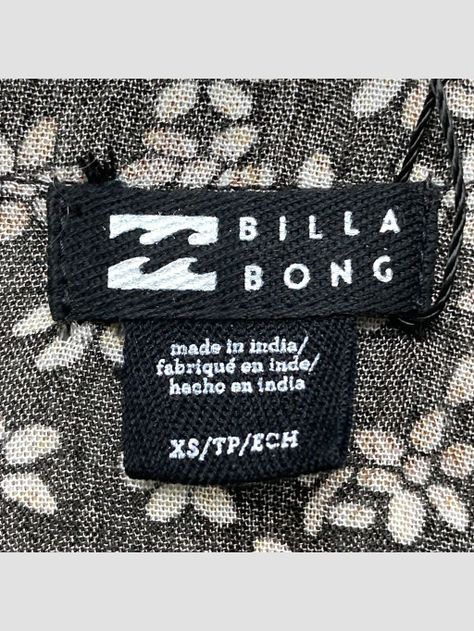 BILLA
BONG
made in india/
fabriqué en inde/
hecho en india
XS/TP/ECH